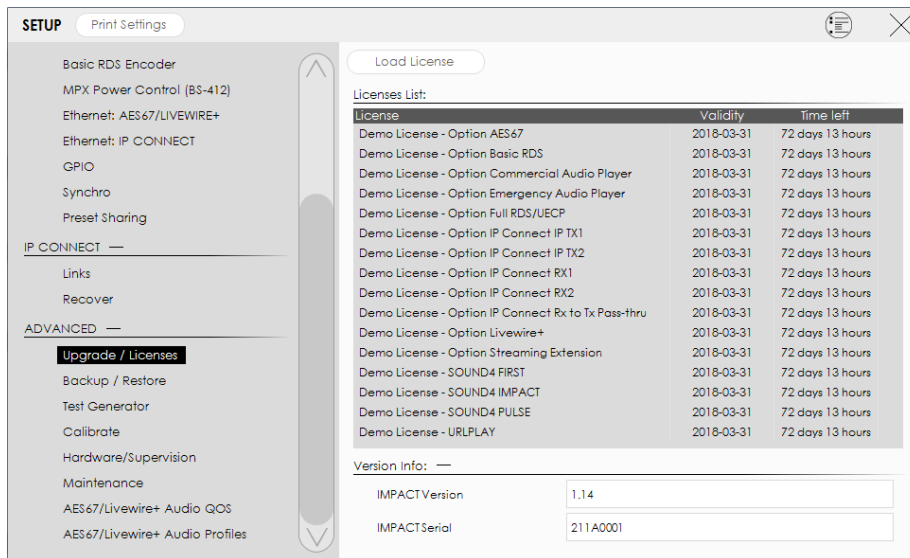 SETUP Print Settings
Basic RDS Encoder
MPX Power Control (BS-412)
Ethernet: AES67/LIVEWIRE+
Ethernet: IP CONNECT
GPIO
Synchro
Preset Sharing
IP CONNECT
Links
Recover
ADVANCED
Upgrade / Licenses
Backup / Restore
Test Generator
Calibrate
Hardware/Supervision
Maintenance
AES67/Livewire+ Audio QOS
AES67/Livewire+ Audio Profiles
Load License
Licenses List:
License Validity Time left
Demo License - Option AES67 2018-03-31 72 days 13 hours
Demo License - Option Basic RDS 2018-03-31 72 days 13 hours
Demo License - Option Commercial Audio Player 2018-03-31 72 days 13 hours
Demo License - Option Emergency Audio Player 2018-03-31 72 days 13 hours
Demo License - Option Full RDS/UECP 2018-03-31 72 days 13 hours
Demo License - Option IP Connect IP TX1 2018-03-31 72 days 13 hours
Demo License - Option IP Connect IP TX2 2018-03-31 72 days 13 hours
Demo License - Option IP Connect RX1 2018-03-31 72 days 13 hours
Demo License - Option IP Connect RX2 2018-03-31 72 days 13 hours
Demo License - Option IP Connect Rx to Tx Pass-thru 2018-03-31 72 days 13 hours
Demo License - Option Livewire+ 2018-03-31 72 days 13 hours
Demo License - Option Streaming Extension 2018-03-31 72 days 13 hours
Demo License - SOUND4 FIRST 2018-03-31 72 days 13 hours
Demo License - SOUND4 IMPACT 2018-03-31 72 days 13 hours
Demo License - SOUND4 PULSE 2018-03-31 72 days 13 hours
Demo License - URLPLAY 2018-03-31 72 days 13 hours
Version Info:
IMPACT Version 1.14
IMPACT Serial 211A0001